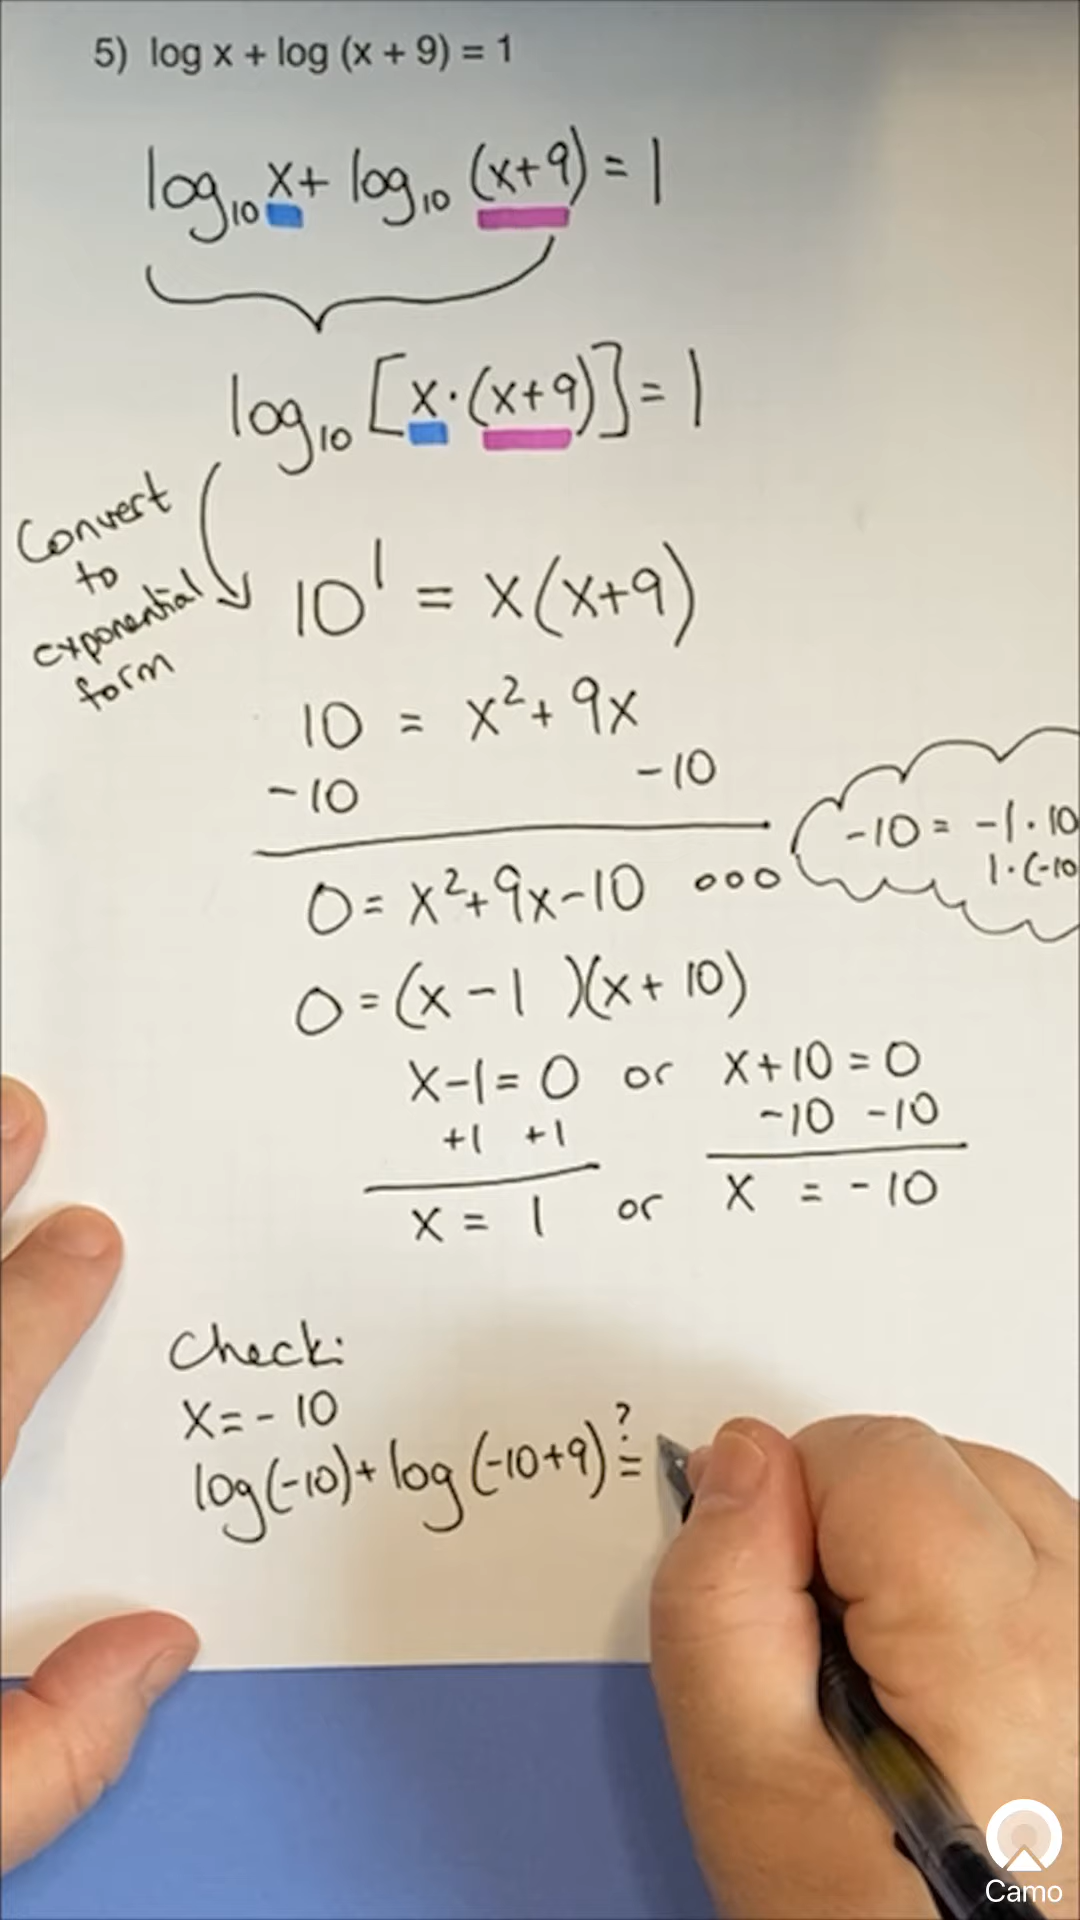 5) log x + log (x + 9) = 1
log₁₀ x + log₁₀ (x+9) = 1
log₁₀ [x·(x+9)] = 1
Convert
to
exponential
form
10¹ = x(x+9)
10 = x² + 9x
-10 -10
0 = x² + 9x - 10 ooo
-10 = -1 · 10
1 · (-10
0 = (x - 1 )(x + 10)
x - 1 = 0 or x + 10 = 0
+1 +1 -10 -10
x = 1 or x = -10
Check:
x = - 10
log(-10) + log(-10+9) ≟
Camo